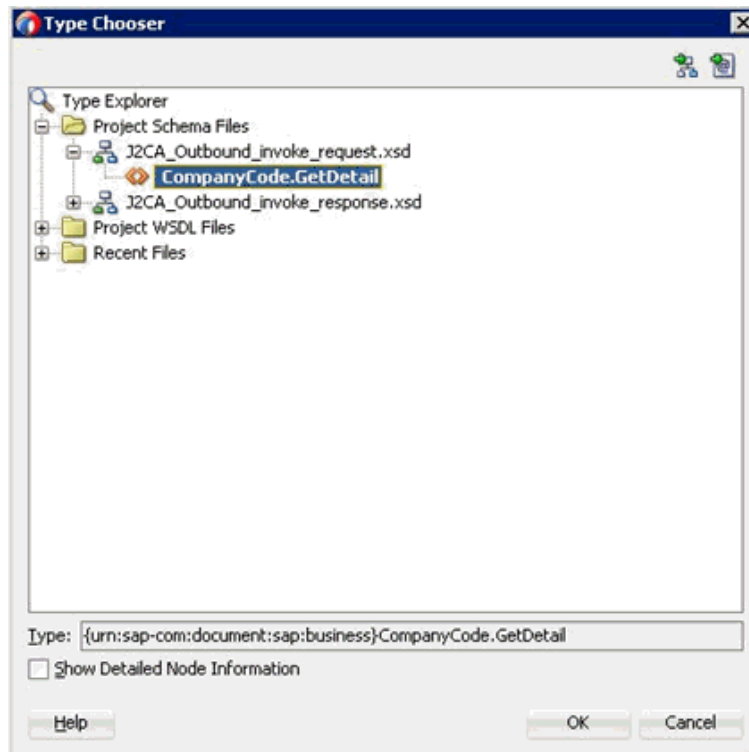 Type Chooser
Type Explorer
Project Schema Files
J2CA_Outbound_invoke_request.xsd
CompanyCode.GetDetail
J2CA_Outbound_invoke_response.xsd
Project WSDL Files
Recent Files
Type: {urn:sap-com:document:sap:business}CompanyCode.GetDetail
Show Detailed Node Information
Help OK Cancel